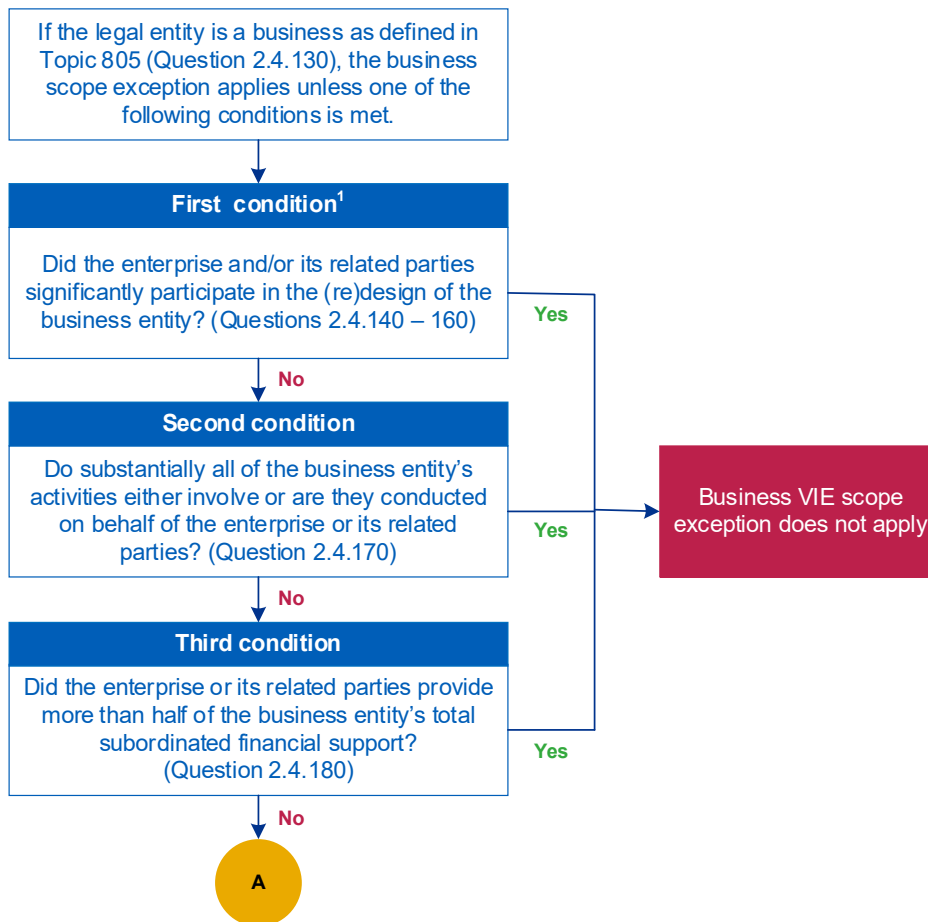 If the legal entity is a business as defined in
Topic 805 (Question 2.4.130), the business
scope exception applies unless one of the
following conditions is met.
First condition1
Did the enterprise and/or its related parties
significantly participate in the (re)design of the
business entity? (Questions 2.4.140 – 160)
Yes
No
Second condition
Do substantially all of the business entity's
activities either involve or are they conducted
on behalf of the enterprise or its related
parties? (Question 2.4.170)
Yes
Business VIE scope
exception does not apply
No
Third condition
Did the enterprise or its related parties provide
more than half of the business entity's total
subordinated financial support?
(Question 2.4.180)
Yes
No
A